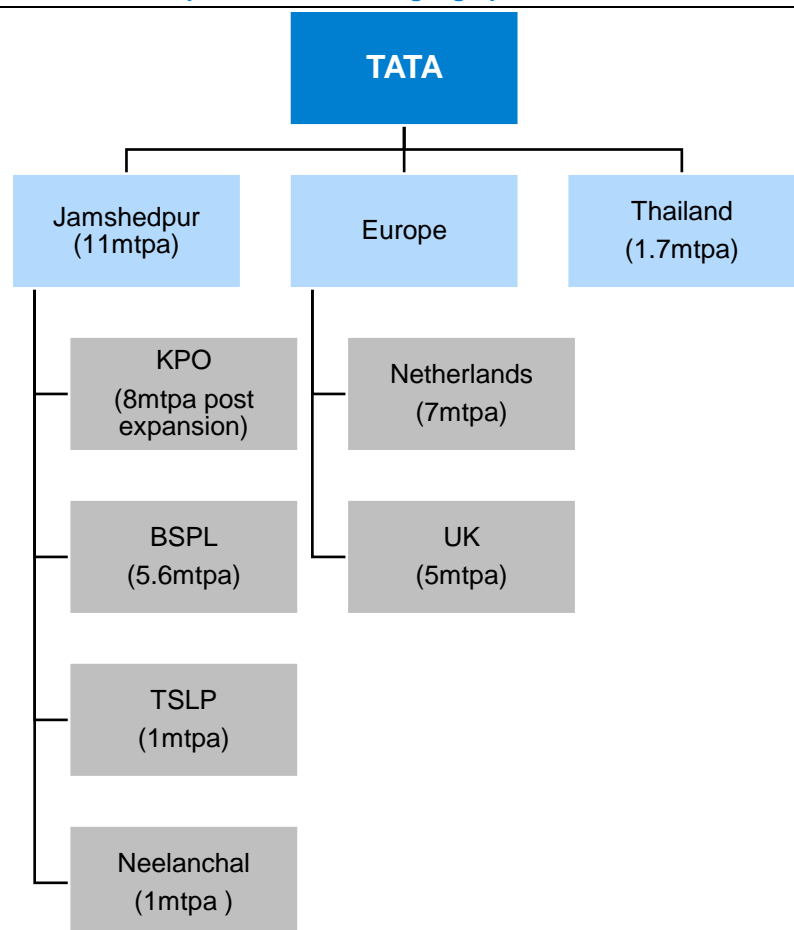 TATA
Jamshedpur
(11mtpa)
Europe
Thailand
(1.7mtpa)
KPO
(8mtpa post
expansion)
Netherlands
(7mtpa)
BSPL
(5.6mtpa)
UK
(5mtpa)
TSLP
(1mtpa)
Neelanchal
(1mtpa )